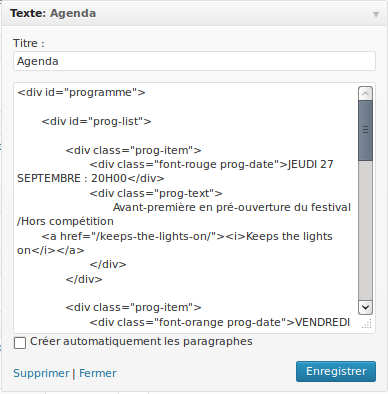 Texte: Agenda
Titre :
Agenda
<div id="programme">
<div id="prog-list">
<div class="prog-item">
<div class="font-rouge prog-date">JEUDI 27
SEPTEMBRE : 20H00</div>
<div class="prog-text">
Avant-première en pré-ouverture du festival
/Hors compétition
<a href="/keeps-the-lights-on/"><i>Keeps the lights
on</i></a>
</div>
</div>
<div class="prog-item">
<div class="font-orange prog-date">VENDREDI
Créer automatiquement les paragraphes
Supprimer | Fermer
Enregistrer